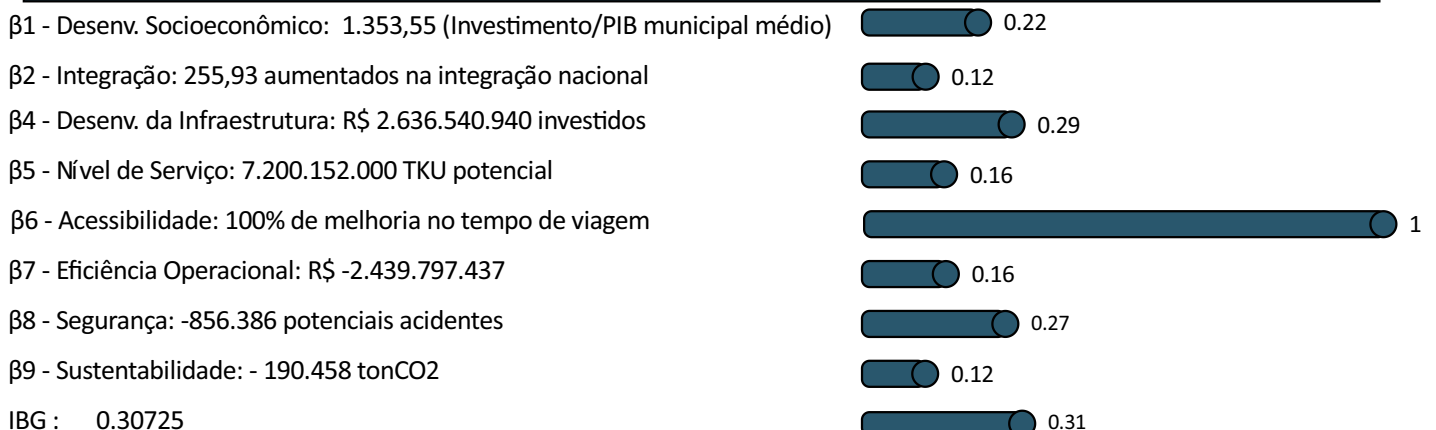 β1 - Desenv. Socioeconômico: 1.353,55 (Investimento/PIB municipal médio) 0.22
β2 - Integração: 255,93 aumentados na integração nacional 0.12
β4 - Desenv. da Infraestrutura: R$ 2.636.540.940 investidos 0.29
β5 - Nível de Serviço: 7.200.152.000 TKU potencial 0.16
β6 - Acessibilidade: 100% de melhoria no tempo de viagem 1
β7 - Eficiência Operacional: R$ -2.439.797.437 0.16
β8 - Segurança: -856.386 potenciais acidentes 0.27
β9 - Sustentabilidade: - 190.458 tonCO2 0.12
IBG : 0.30725 0.31